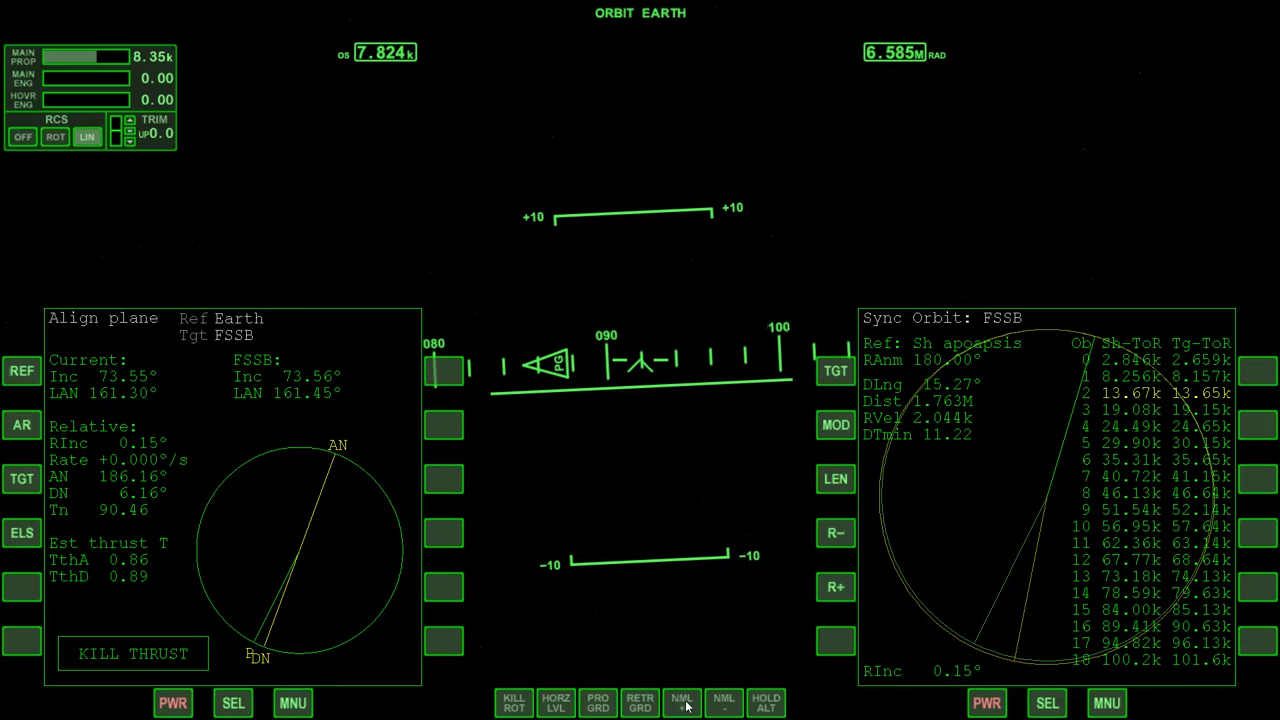 ORBIT EARTH
MAIN PROP 8.35k
MAIN ENG 0.00
HOVR ENG 0.00
RCS TRIM
OFF ROT LIN UP0.0
OS 7.824k
6.585M RAD
+10 +10
080 090 100
PG
-10 -10
Align plane Ref Earth
Tgt FSSB
Current: FSSB:
Inc 73.55° Inc 73.56°
LAN 161.30° LAN 161.45°
Relative:
RInc 0.15°
Rate +0.000°/s
AN 186.16°
DN 6.16°
Tn 90.46
Est thrust T
TthA 0.86
TthD 0.89
AN
DN
KILL THRUST
REF
AR
TGT
ELS
PWR SEL MNU
KILL ROT
HORZ LVL
PRO GRD
RETR GRD
NML +
NML -
HOLD ALT
Sync Orbit: FSSB
Ref: Sh apoapsis Ob Sh-ToR Tg-ToR
RAnm 180.00°
DLng 15.27°
Dist 1.763M
RVel 2.044k
DTmin 11.22
0 2.846k 2.659k
1 8.256k 8.157k
2 13.67k 13.65k
3 19.08k 19.15k
4 24.49k 24.65k
5 29.90k 30.15k
6 35.31k 35.65k
7 40.72k 41.15k
8 46.13k 46.64k
9 51.54k 52.14k
10 56.95k 57.64k
11 62.36k 63.14k
12 67.77k 68.64k
13 73.18k 74.13k
14 78.59k 79.63k
15 84.00k 85.13k
16 89.41k 90.63k
17 94.82k 96.13k
18 100.2k 101.6k
RInc 0.15°
TGT
MOD
LEN
R-
R+
PWR SEL MNU